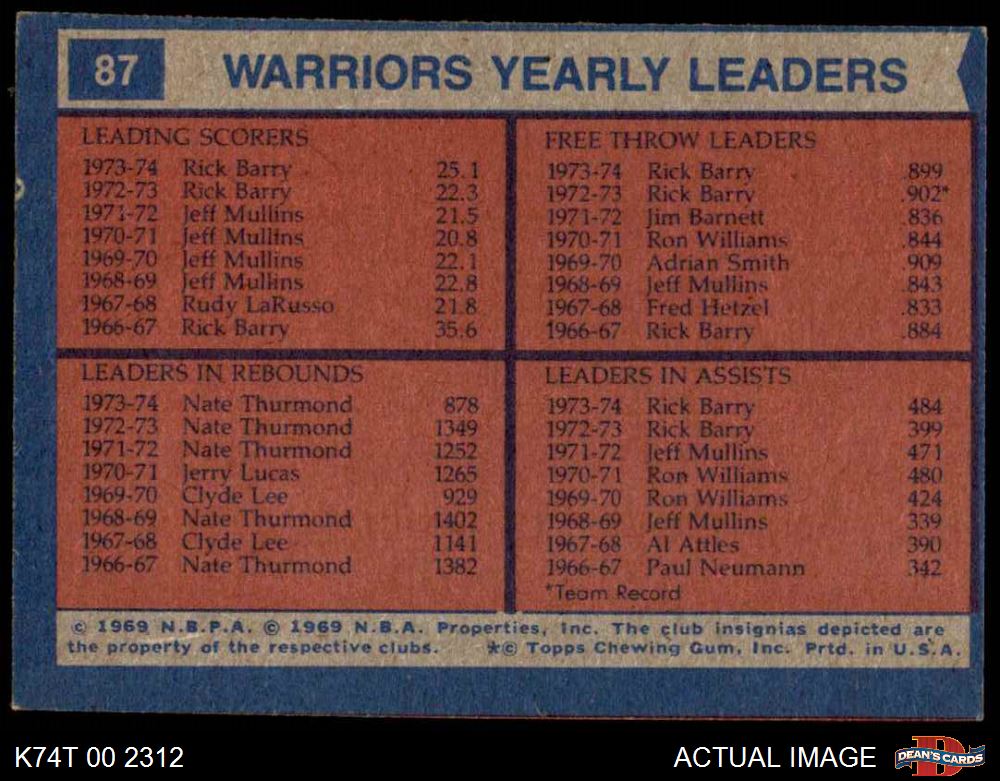 87 WARRIORS YEARLY LEADERS
LEADING SCORERS
1973-74 Rick Barry 25.1
1972-73 Rick Barry 22.3
1971-72 Jeff Mullins 21.5
1970-71 Jeff Mullins 20.8
1969-70 Jeff Mullins 22.1
1968-69 Jeff Mullins 22.8
1967-68 Rudy LaRusso 21.8
1966-67 Rick Barry 35.6
FREE THROW LEADERS
1973-74 Rick Barry .899
1972-73 Rick Barry .902*
1971-72 Jim Barnett .836
1970-71 Ron Williams .844
1969-70 Adrian Smith .909
1968-69 Jeff Mullins .843
1967-68 Fred Hetzel .833
1966-67 Rick Barry .884
LEADERS IN REBOUNDS
1973-74 Nate Thurmond 878
1972-73 Nate Thurmond 1349
1971-72 Nate Thurmond 1252
1970-71 Jerry Lucas 1265
1969-70 Clyde Lee 929
1968-69 Nate Thurmond 1402
1967-68 Clyde Lee 1141
1966-67 Nate Thurmond 1382
LEADERS IN ASSISTS
1973-74 Rick Barry 484
1972-73 Rick Barry 399
1971-72 Jeff Mullins 471
1970-71 Ron Williams 480
1969-70 Ron Williams 424
1968-69 Jeff Mullins 339
1967-68 Al Attles 390
1966-67 Paul Neumann 342
*Team Record
© 1969 N.B.P.A. © 1969 N.B.A. Properties, Inc. The club insignias depicted are
the property of the respective clubs. *© Topps Chewing Gum, Inc. Prtd. in U.S.A.
K74T 00 2312
ACTUAL IMAGE
D
DEAN'S CARDS